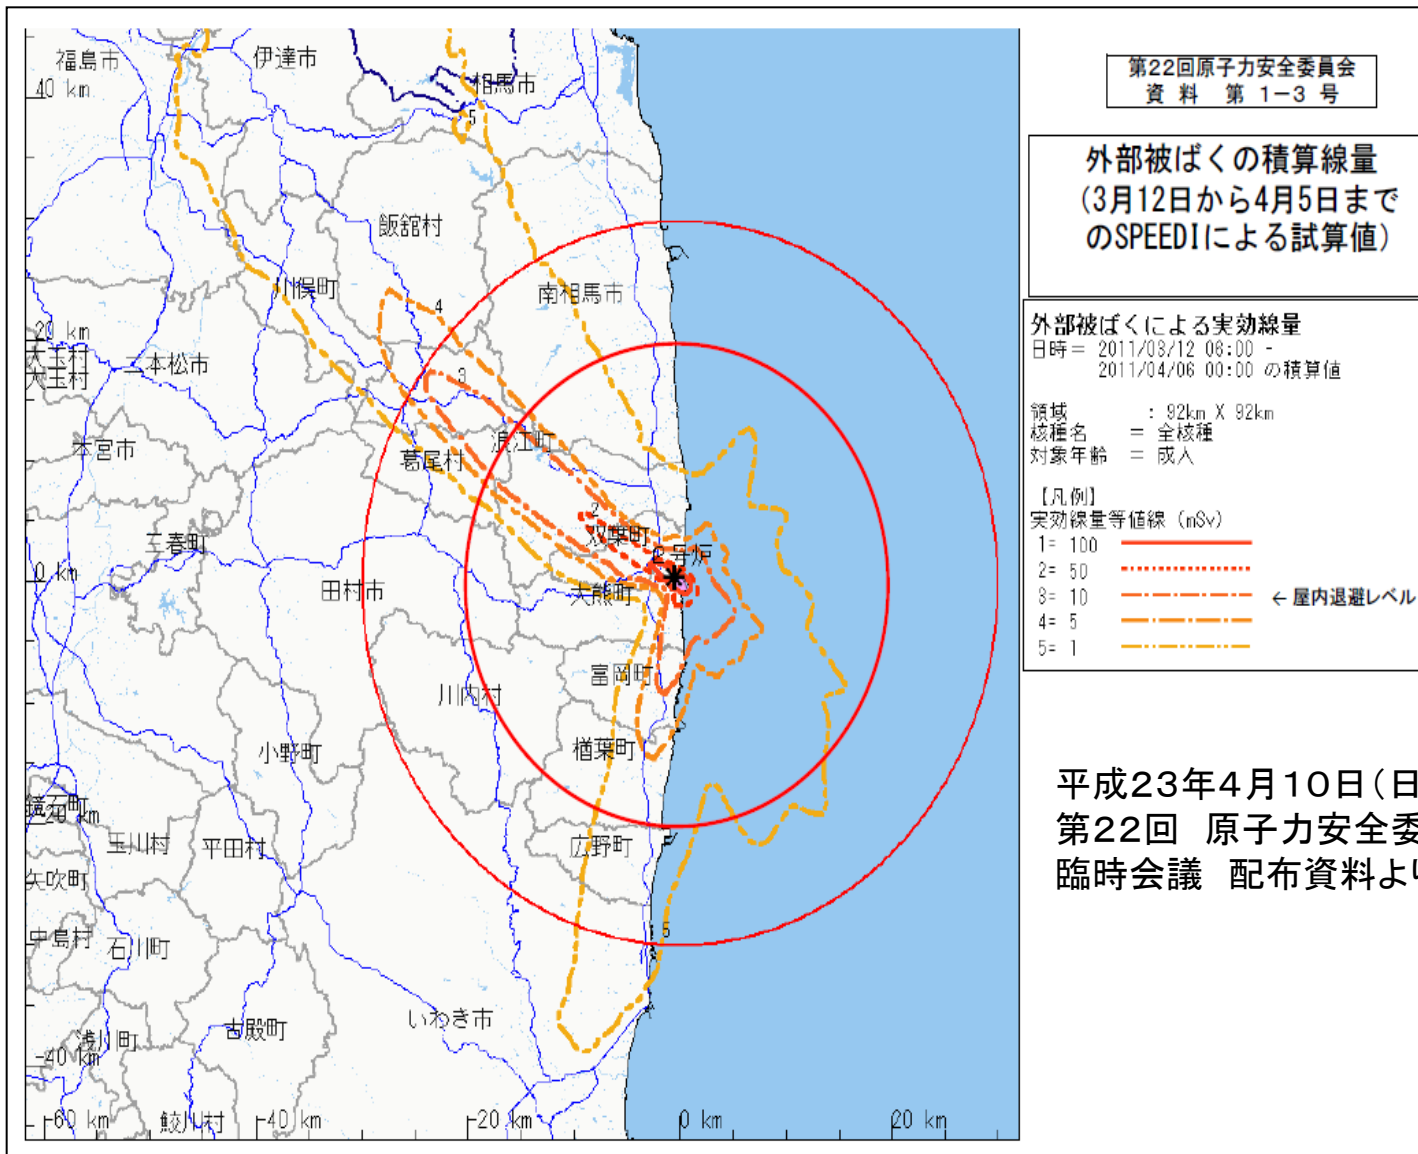 第22回原子力安全委員会
資 料 第 1-3 号
外部被ばくの積算線量
(3月12日から4月5日まで
のSPEEDIによる試算値)
外部被ばくによる実効線量
日時= 2011/03/12 06:00 -
2011/04/06 00:00 の積算値
領域 : 92km X 92km
核種名 = 全核種
対象年齢 = 成人
【凡例】
実効線量等値線 (mSv)
1= 100
2= 50
3= 10 ←屋内退避レベル
4= 5
5= 1
平成23年4月10日(日
第22回 原子力安全委
臨時会議 配布資料より
福島市
伊達市
40 km
相馬市
5
飯舘村
川俣町
南相馬市
4
20 km
大玉村
大玉村
二本松市
3
本宮市
浪江町
葛尾村
2
双葉町
三春町
2号炉
0 km
田村市
大熊町
富岡町
川内村
小野町
楢葉町
鏡石町
-20 km
玉川村
平田村
広野町
矢吹町
中島村
石川町
5
いわき市
古殿町
浅川町
-40 km
-60 km
鮫川村
-40 km
-20 km
0 km
20 km